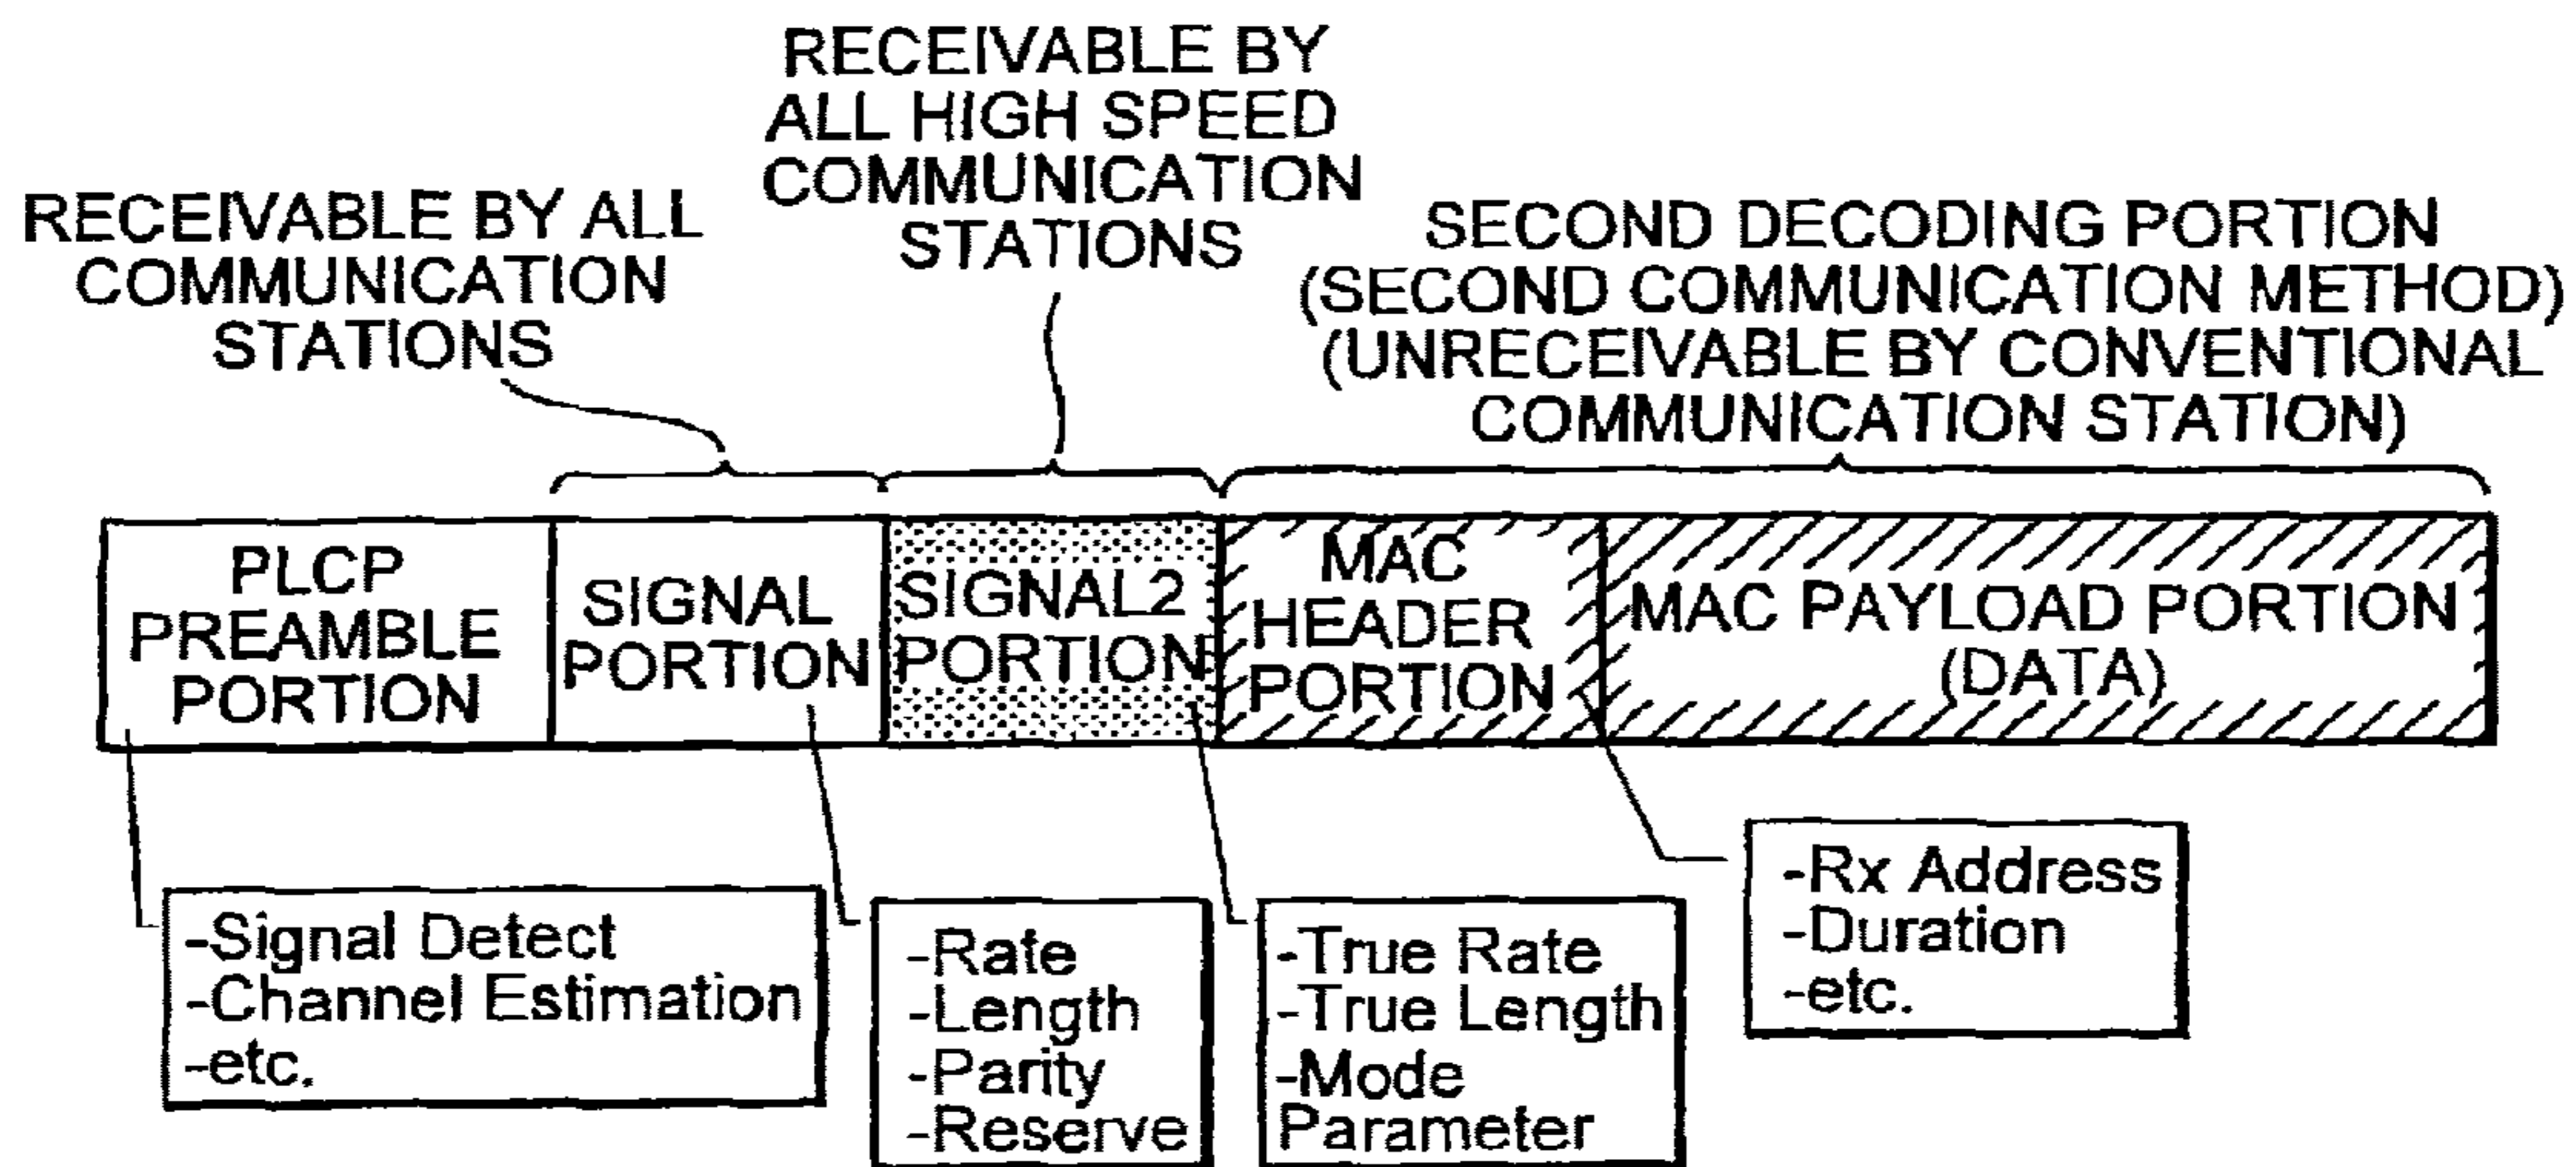 RECEIVABLE BY ALL
COMMUNICATION
STATIONS
RECEIVABLE BY
ALL HIGH SPEED
COMMUNICATION
STATIONS
SECOND DECODING PORTION
(SECOND COMMUNICATION METHOD)
(UNRECEIVABLE BY CONVENTIONAL
COMMUNICATION STATION)
PLCP
PREAMBLE
PORTION
SIGNAL
PORTION
SIGNAL2
PORTION
MAC
HEADER
PORTION
MAC PAYLOAD PORTION
(DATA)
-Signal Detect
-Channel Estimation
-etc.
-Rate
-Length
-Parity
-Reserve
-True Rate
-True Length
-Mode
Parameter
-Rx Address
-Duration
-etc.